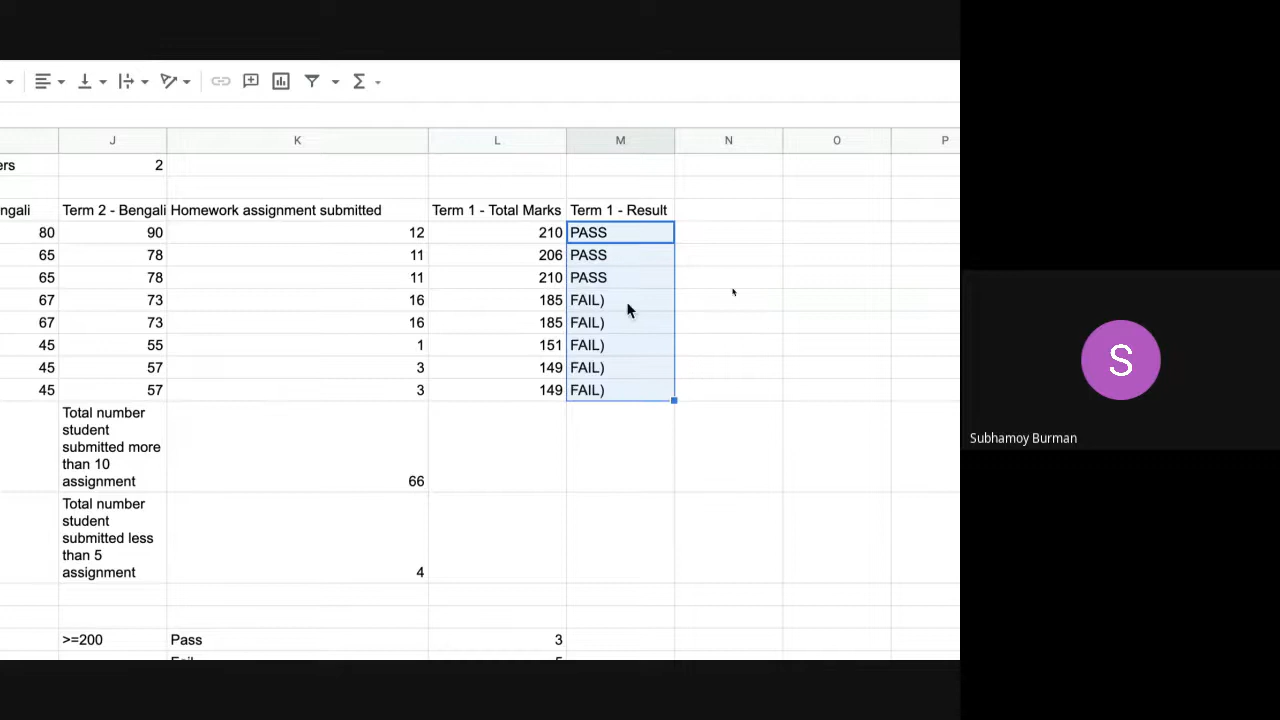 J K L M N O P
ers 2
ngali Term 2 - Bengali Homework assignment submitted Term 1 - Total Marks Term 1 - Result
80 90 12 210 PASS
65 78 11 206 PASS
65 78 11 210 PASS
67 73 16 185 FAIL)
67 73 16 185 FAIL)
45 55 1 151 FAIL)
45 57 3 149 FAIL)
45 57 3 149 FAIL)
Total number
student
submitted more
than 10
assignment 66
Total number
student
submitted less
than 5
assignment 4
>=200 Pass 3
Fail 5
S
Subhamoy Burman